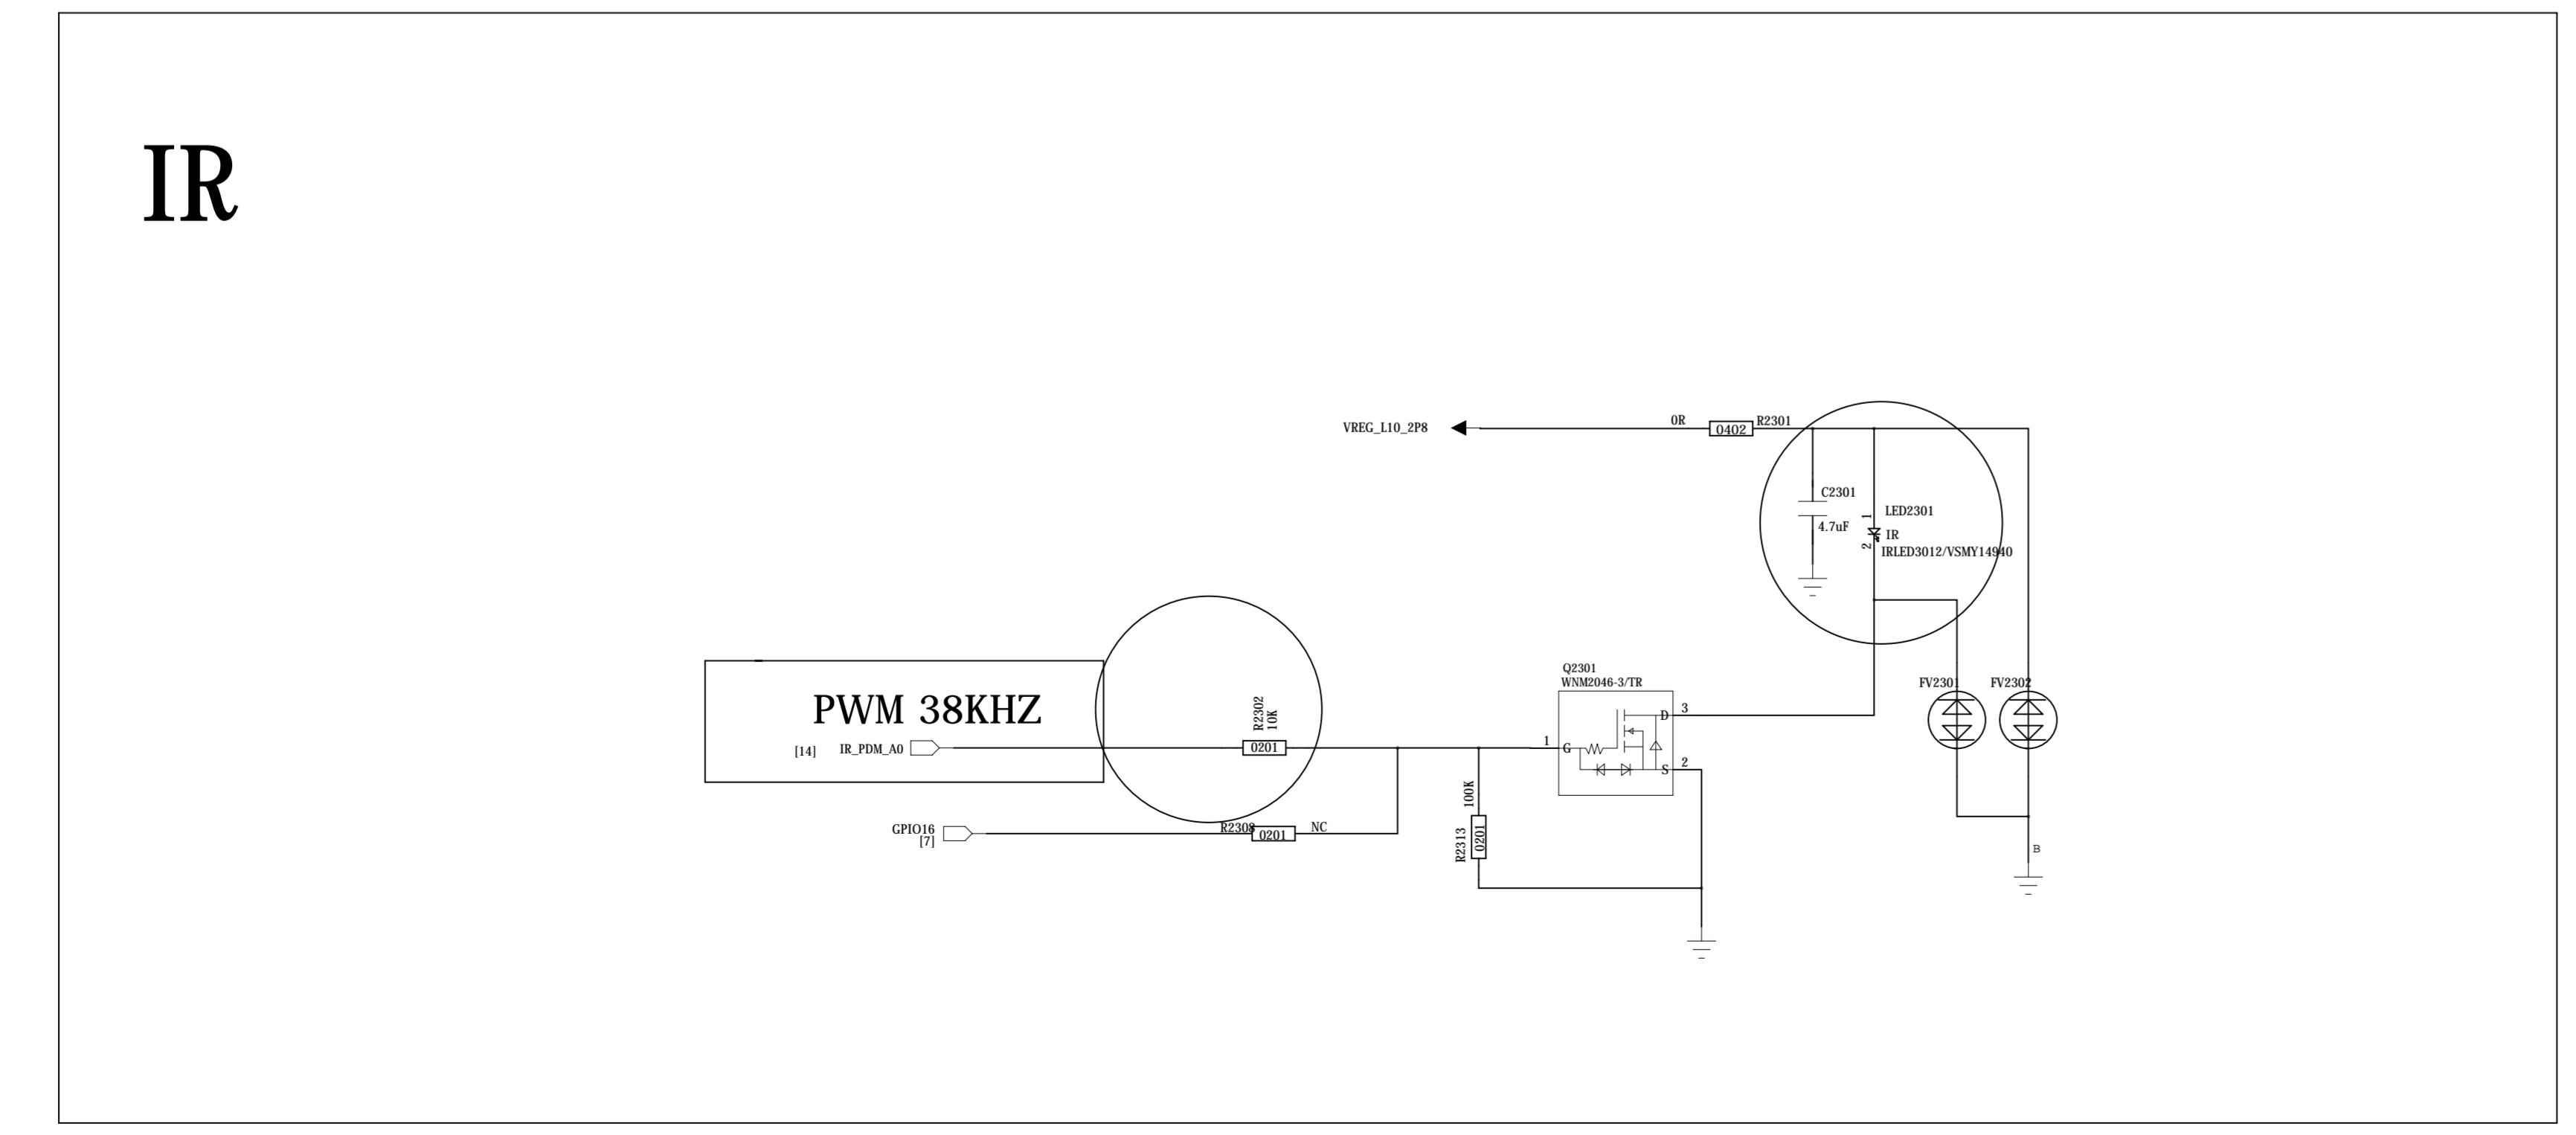 IR
VREG_L10_2P8
0R
0402
R2301
C2301
4.7uF
1
2
LED2301
IR
IRLED3012/VSMY14940
PWM 38KHZ
[14]
IR_PDM_A0
R2302
10K
0201
Q2301
WNM2046-3/TR
1
G
D
3
S
2
FV2301
FV2302
GPIO16
[7]
R2308
0201
NC
100K
R2313
0201
B